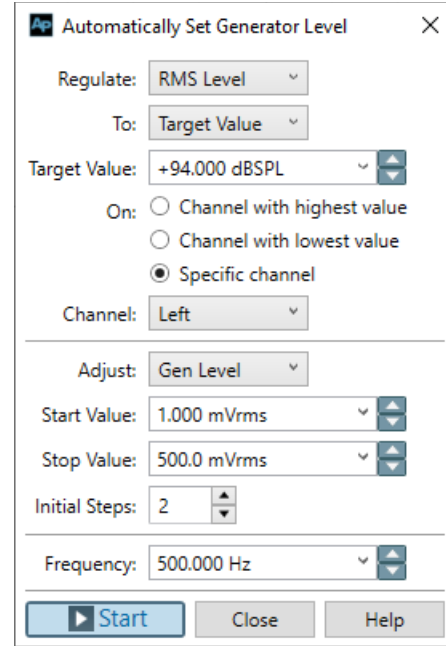 AP Automatically Set Generator Level
Regulate: RMS Level
To: Target Value
Target Value: +94.000 dBSPL
On: Channel with highest value
Channel with lowest value
Specific channel
Channel: Left
Adjust: Gen Level
Start Value: 1.000 mVrms
Stop Value: 500.0 mVrms
Initial Steps: 2
Frequency: 500.000 Hz
Start Close Help